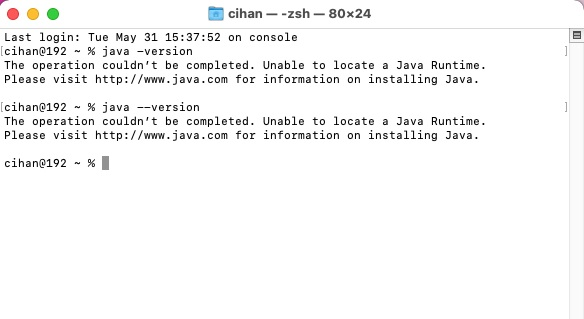 cihan — -zsh — 80×24
Last login: Tue May 31 15:37:52 on console
[cihan@192 ~ % java -version ]
The operation couldn’t be completed. Unable to locate a Java Runtime.
Please visit http://www.java.com for information on installing Java.
[cihan@192 ~ % java --version ]
The operation couldn’t be completed. Unable to locate a Java Runtime.
Please visit http://www.java.com for information on installing Java.
cihan@192 ~ %